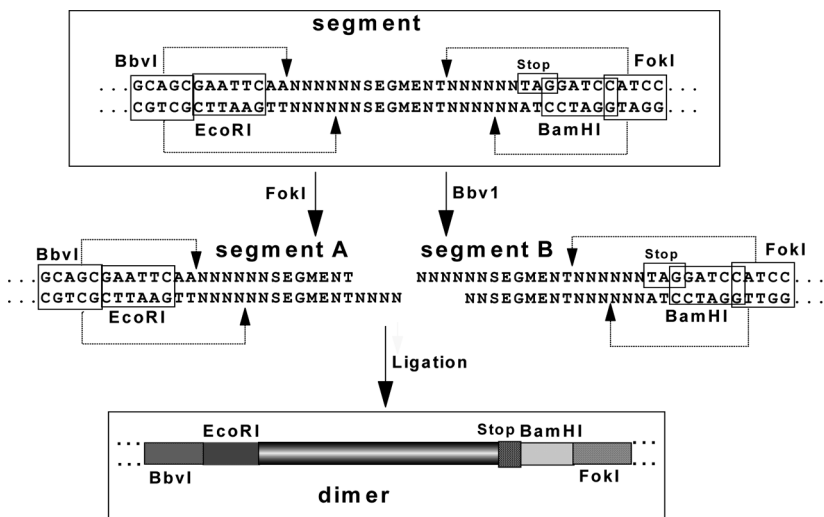 segment
BbvI
Stop
FokI
. . . GCAGCGAATTCAANNNNNNSEGMENTNNNNNNTAGGATCCATCC . . .
. . . CGTCGCTTAAGTTNNNNNNSEGMENTNNNNNNATCCTAGGTAGG . . .
EcoRI
BamHI
FokI
Bbv1
segment A
segment B
BbvI
Stop
FokI
. . . GCAGCGAATTCAANNNNNNSEGMENT
NNNNNNSEGMENTNNNNNNTAGGATCCATCC . . .
. . . CGTCGCTTAAGTTNNNNNNSEGMENTNNNN
NNSEGMENTNNNNNNATCCTAGGTTGG . . .
EcoRI
BamHI
Ligation
EcoRI
Stop
BamHI
. . .
. . .
. . .
. . .
BbvI
FokI
dimer